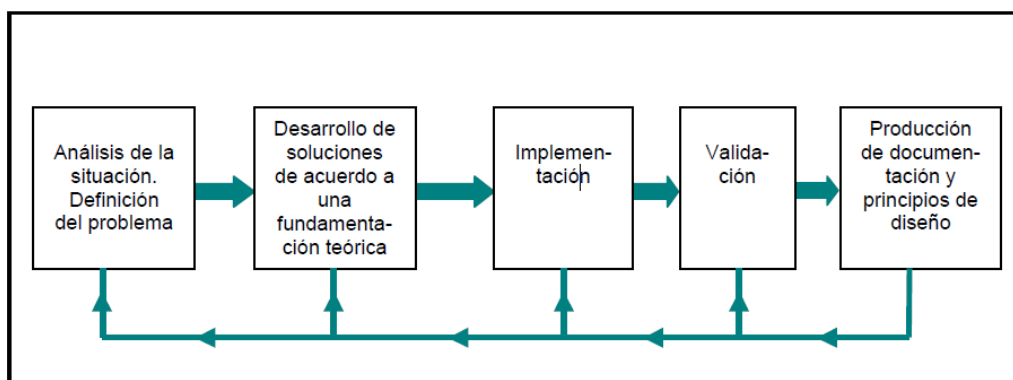 Análisis de la
situación.
Definición
del problema
Desarrollo de
soluciones
de acuerdo a
una
fundamenta-
ción teórica
Implemen-
tación
Valida-
ción
Producción
de documen-
tación y
principios de
diseño